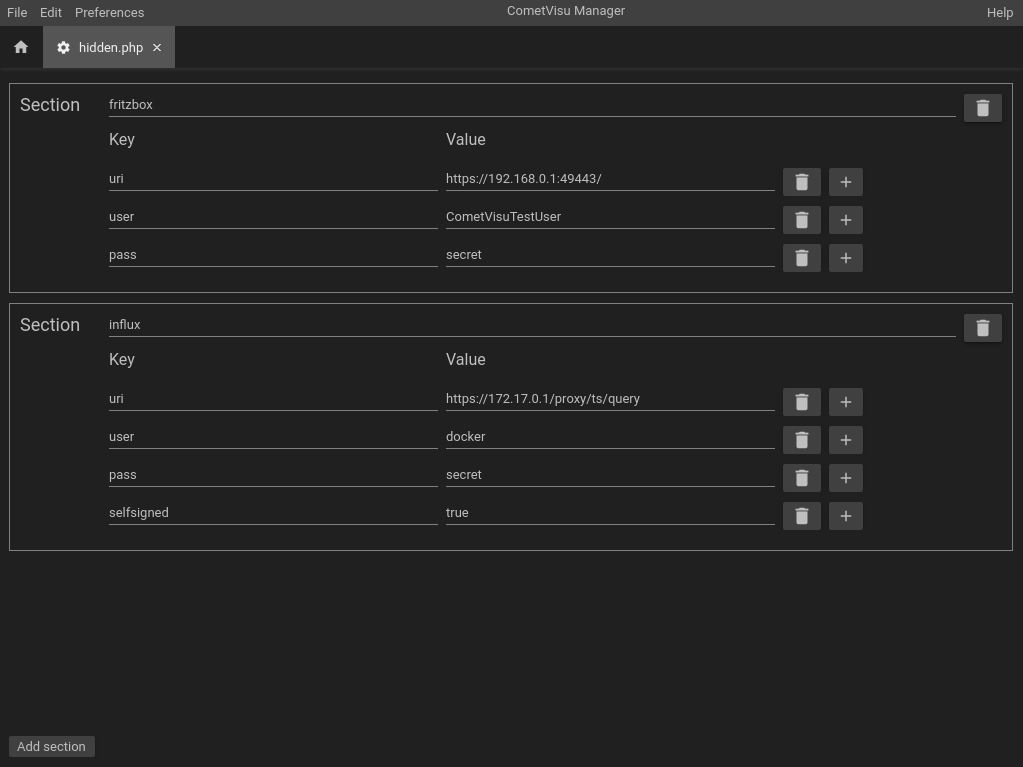 File Edit Preferences CometVisu Manager Help
hidden.php
Section fritzbox
Key Value
uri https://192.168.0.1:49443/
user CometVisuTestUser
pass secret
Section influx
Key Value
uri https://172.17.0.1/proxy/ts/query
user docker
pass secret
selfsigned true
Add section